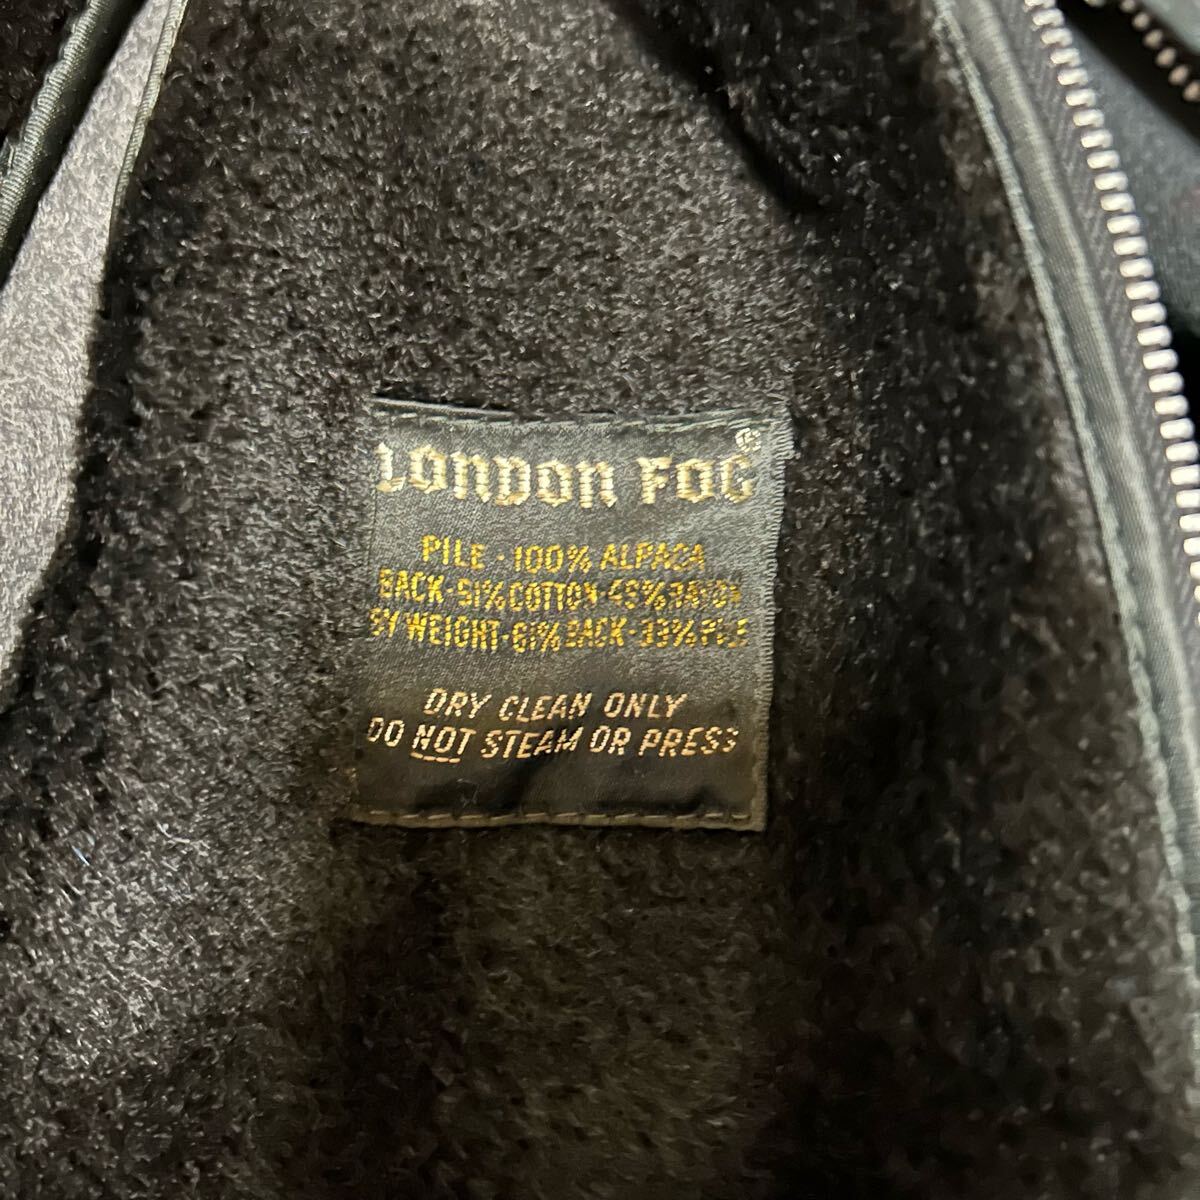 LONDON FOG®
PILE - 100% ALPACA
BACK-51% COTTON-49% RAYON
BY WEIGHT-61% BACK-39% PILE
DRY CLEAN ONLY
DO NOT STEAM OR PRESS